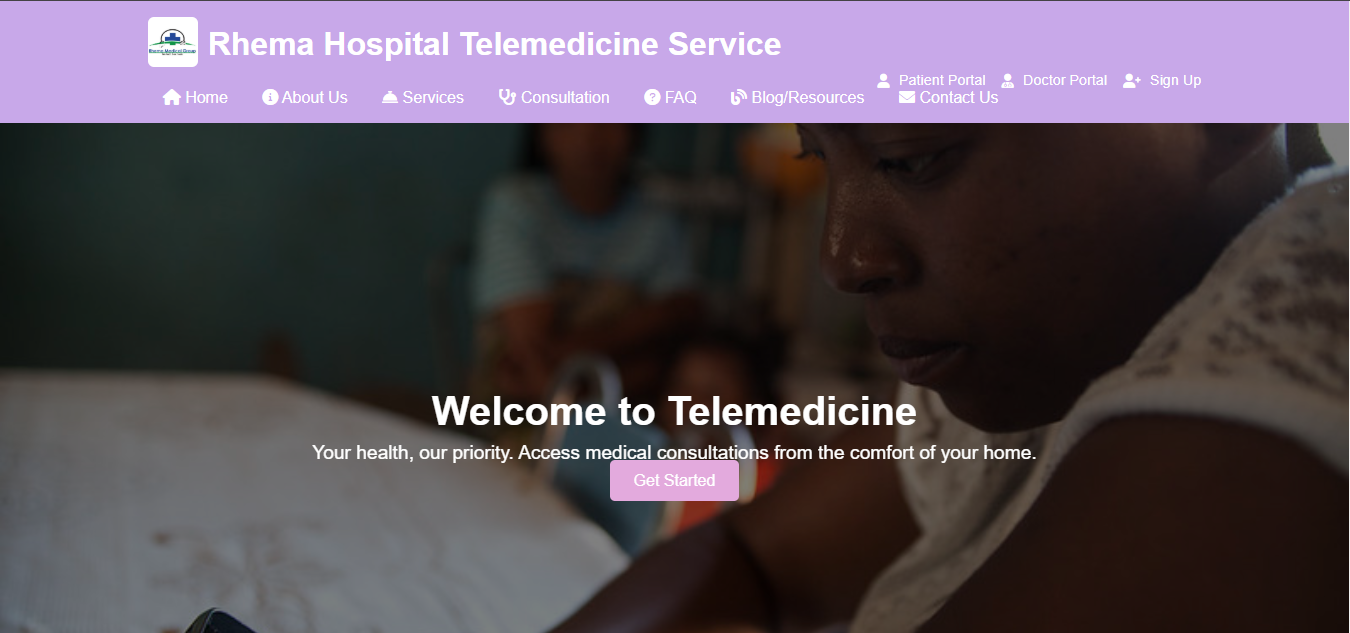 Rhema Hospital Telemedicine Service
Patient Portal Doctor Portal Sign Up
Home About Us Services Consultation FAQ Blog/Resources Contact Us
Welcome to Telemedicine
Your health, our priority. Access medical consultations from the comfort of your home.
Get Started